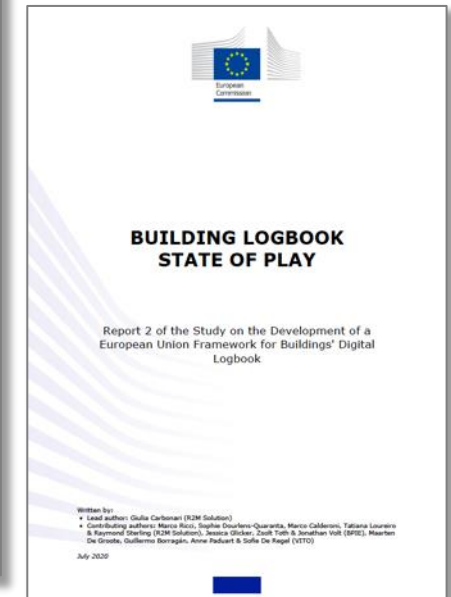 European
Commission
BUILDING LOGBOOK
STATE OF PLAY
Report 2 of the Study on the Development of a
European Union Framework for Buildings' Digital
Logbook
Written by:
• Lead author: Giulia Carbonari (R2M Solution)
• Contributing authors: Marco Ricci, Sophie Dourlens-Quaranta, Marco Calderoni, Tatiana Loureiro
& Raymond Sterling (R2M Solution), Jessica Glicker, Zsolt Toth & Jonathan Volt (BPIE), Maarten
De Groote, Guillermo Borragán, Anne Paduart & Sofie De Regel (VITO)
July 2020